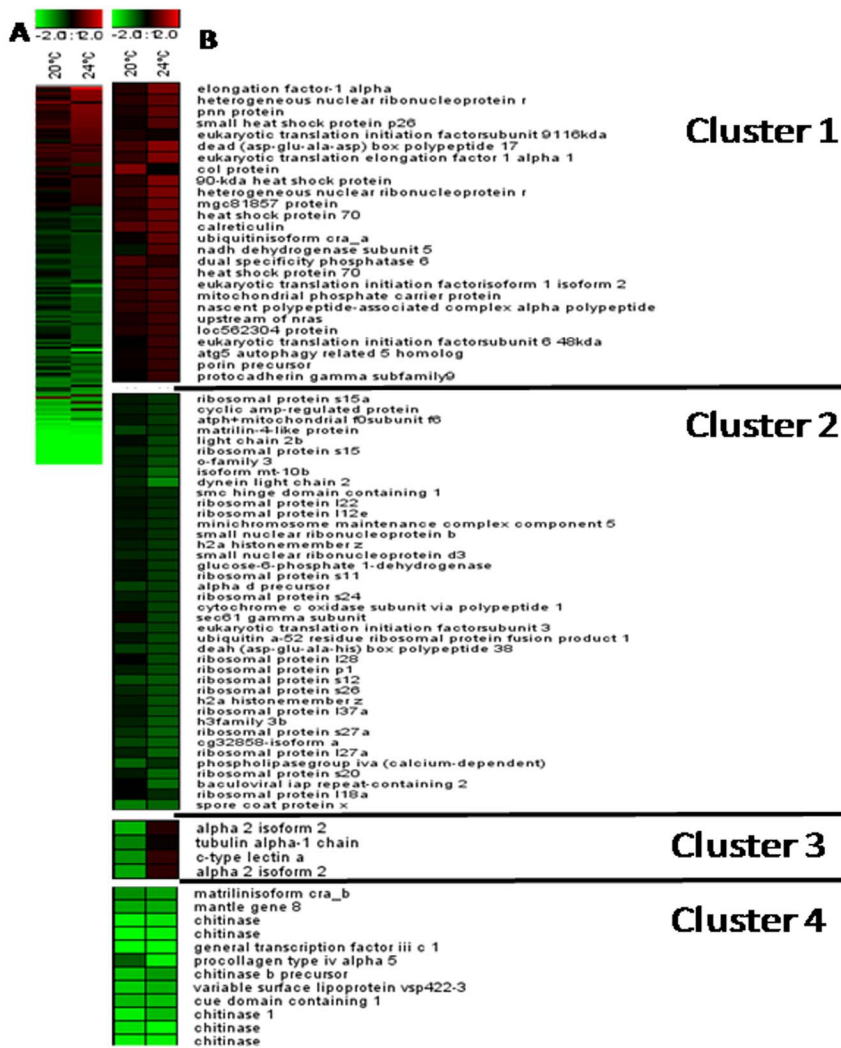 A
B
-2.0 1:1 2.0
-2.0 1:1 2.0
20ºC
24ºC
20ºC
24ºC
elongation factor-1 alpha
heterogeneous nuclear ribonucleoprotein r
pnn protein
small heat shock protein p26
eukaryotic translation initiation factorsubunit 9116kda
dead (asp-glu-ala-asp) box polypeptide 17
eukaryotic translation elongation factor 1 alpha 1
col protein
90-kda heat shock protein
heterogeneous nuclear ribonucleoprotein r
mgc81857 protein
heat shock protein 70
calreticulin
ubiquitinisoform cra_a
nadh dehydrogenase subunit 5
dual specificity phosphatase 6
heat shock protein 70
eukaryotic translation initiation factorisoform 1 isoform 2
mitochondrial phosphate carrier protein
nascent polypeptide-associated complex alpha polypeptide
upstream of nras
loc562304 protein
eukaryotic translation initiation factorsubunit 6 48kda
atg5 autophagy related 5 homolog
porin precursor
protocadherin gamma subfamily9
Cluster 1
ribosomal protein s15a
cyclic amp-regulated protein
atph+mitochondrial f0subunit f6
matrilin-4-like protein
light chain 2b
ribosomal protein s15
o-family 3
isoform mt-10b
dynein light chain 2
smc hinge domain containing 1
ribosomal protein l22
ribosomal protein l12e
minichromosome maintenance complex component 5
small nuclear ribonucleoprotein b
h2a histonemember z
small nuclear ribonucleoprotein d3
glucose-6-phosphate 1-dehydrogenase
ribosomal protein s11
alpha d precursor
ribosomal protein s24
cytochrome c oxidase subunit via polypeptide 1
sec61 gamma subunit
eukaryotic translation initiation factorsubunit 3
ubiquitin a-52 residue ribosomal protein fusion product 1
deah (asp-glu-ala-his) box polypeptide 38
ribosomal protein l28
ribosomal protein p1
ribosomal protein s12
ribosomal protein s26
h2a histonemember z
ribosomal protein l37a
h3family 3b
ribosomal protein s27a
cg32858-isoform a
ribosomal protein l27a
phospholipasegroup iva (calcium-dependent)
ribosomal protein s20
baculoviral iap repeat-containing 2
ribosomal protein l18a
spore coat protein x
Cluster 2
alpha 2 isoform 2
tubulin alpha-1 chain
c-type lectin a
alpha 2 isoform 2
Cluster 3
matrilinisoform cra_b
mantle gene 8
chitinase
chitinase
general transcription factor iii c 1
procollagen type iv alpha 5
chitinase b precursor
variable surface lipoprotein vsp422-3
cue domain containing 1
chitinase 1
chitinase
chitinase
Cluster 4